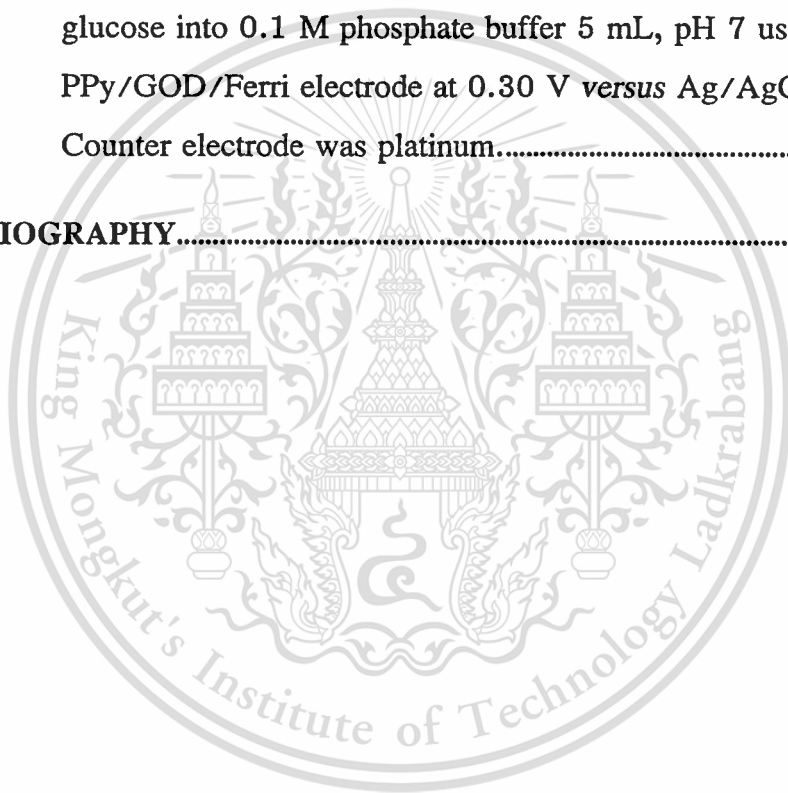 glucose into 0.1 M phosphate buffer 5 mL, pH 7 us
PPy/GOD/Ferri electrode at 0.30 V versus Ag/AgC
Counter electrode was platinum.......................................
IOGRAPHY.......................................................................................
King Mongkut's Institute of Technology Ladkrabang